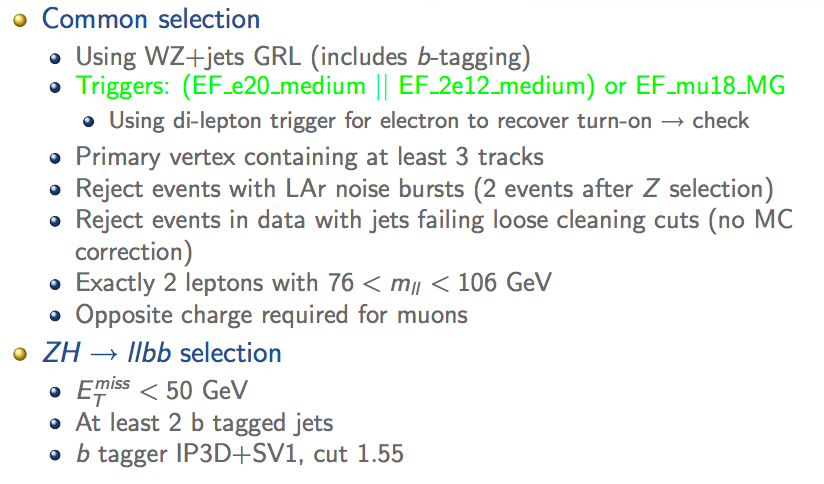 Common selection
Using WZ+jets GRL (includes b-tagging)
Triggers: (EF_e20_medium || EF_2e12_medium) or EF_mu18_MG
Using di-lepton trigger for electron to recover turn-on → check
Primary vertex containing at least 3 tracks
Reject events with LAr noise bursts (2 events after Z selection)
Reject events in data with jets failing loose cleaning cuts (no MC
correction)
Exactly 2 leptons with 76 < m_ll < 106 GeV
Opposite charge required for muons
ZH → llbb selection
E_T^miss < 50 GeV
At least 2 b tagged jets
b tagger IP3D+SV1, cut 1.55